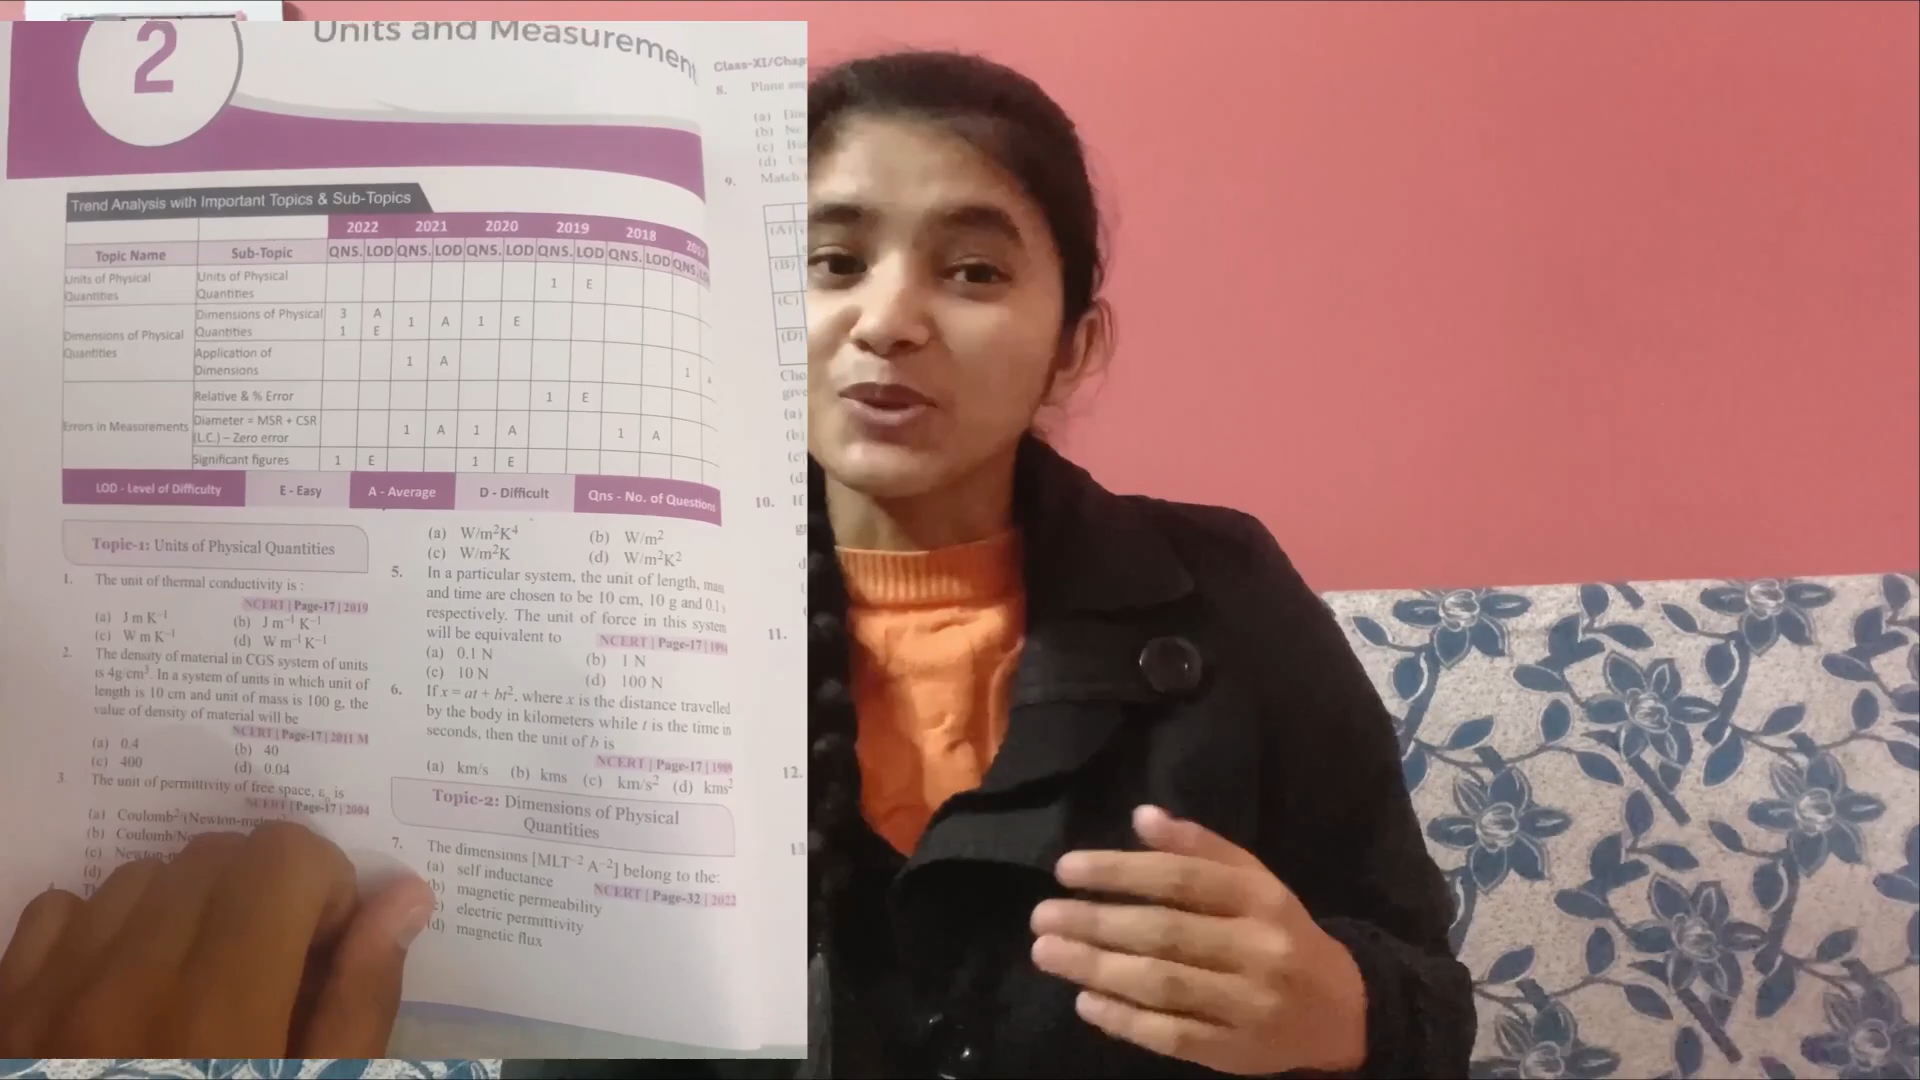 2
Units and Measurement
Trend Analysis with Important Topics & Sub-Topics
2022 2021 2020 2019 2018
Topic Name Sub-Topic QNS. LOD QNS. LOD QNS. LOD QNS. LOD QNS. LOD QNS.
Units of Physical Quantities Units of Physical Quantities 1 E
Dimensions of Physical Quantities Dimensions of Physical Quantities 3 A 1 A 1 E
1 E
Application of Dimensions 1 A 1
Relative & % Error 1 E
Errors in Measurements Diameter = MSR + CSR (L.C.) – Zero error 1 A 1 A 1 A
Significant figures 1 E 1 E
LOD - Level of Difficulty E - Easy A - Average D - Difficult Qns - No. of Questions
Topic-1: Units of Physical Quantities
1. The unit of thermal conductivity is :
NCERT | Page-17 | 2019
(a) J m K⁻¹ (b) J m⁻¹ K⁻¹
(c) W m K⁻¹ (d) W m⁻¹ K⁻¹
2. The density of material in CGS system of units
is 4g/cm³. In a system of units in which unit of
length is 10 cm and unit of mass is 100 g, the
value of density of material will be
NCERT | Page-17 | 2011 M
(a) 0.4 (b) 40
(c) 400 (d) 0.04
3. The unit of permittivity of free space, ε₀ is
NCERT | Page-17 | 2004
(a) Coulomb²
(b)
(c)
(d)
(a) W/m²K⁴ (b) W/m²
(c) W/m²K (d) W/m²K²
5. In a particular system, the unit of length, mass
and time are chosen to be 10 cm, 10 g and 0.1 s
respectively. The unit of force in this system
will be equivalent to NCERT | Page-17 |
(a) 0.1 N (b) 1 N
(c) 10 N (d) 100 N
6. If x = at + bt², where x is the distance travelled
by the body in kilometers while t is the time in
seconds, then the unit of b is
NCERT | Page-17 | 1989
(a) km/s (b) kms (c) km/s² (d) kms²
Topic-2: Dimensions of Physical
Quantities
7. The dimensions [MLT⁻² A⁻²] belong to the:
NCERT | Page-32 | 2022
(a) self inductance
(b) magnetic permeability
(c) electric permittivity
(d) magnetic flux
Class-XI/
8. Plane
(a)
(b)
(c)
(d)
9. Match
(A)
(B)
(C)
(D)
(a)
(b)
(c)
(d)
10. If
11.
12.